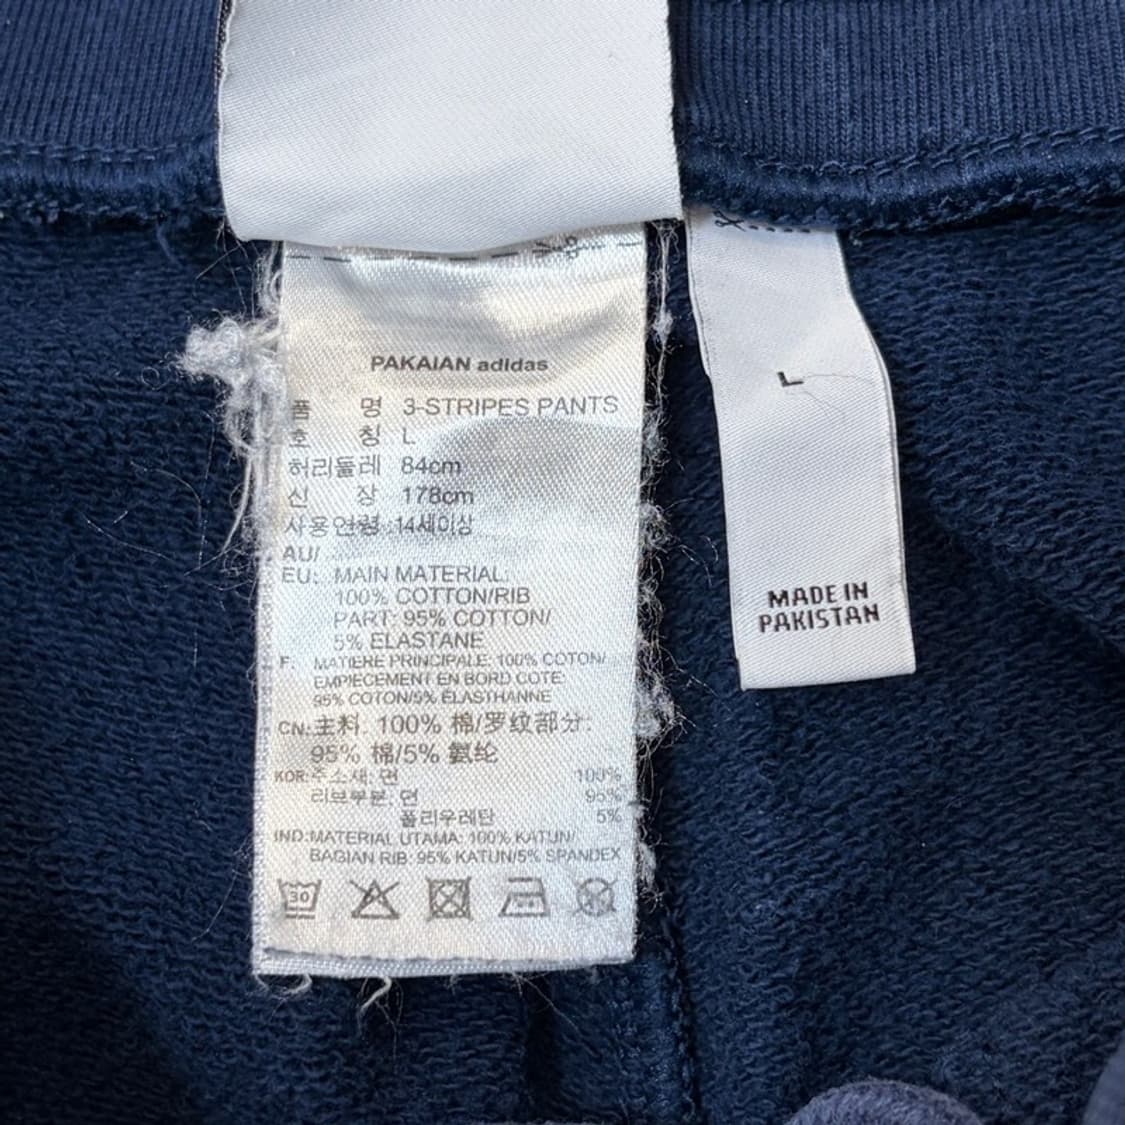 PAKAIAN adidas
품 명 3-STRIPES PANTS
호 칭 L
허리둘레 84cm
신 장 178cm
사용연령 :14세이상
AU/
EU: MAIN MATERIAL:
100% COTTON/RIB
PART: 95% COTTON/
5% ELASTANE
F: MATIERE PRINCIPALE: 100% COTON/
EMPIECEMENT EN BORD COTE:
95% COTON/5% ÉLASTHANNE
CN: 主料: 100% 棉/罗纹部分:
95% 棉/5% 氨纶
KOR: 주소재: 면 100%
리브부분: 면 95%
폴리우레탄 5%
IND: MATERIAL UTAMA: 100% KATUN/
BAGIAN RIB: 95% KATUN/5% SPANDEX
30
L
MADE IN
PAKISTAN